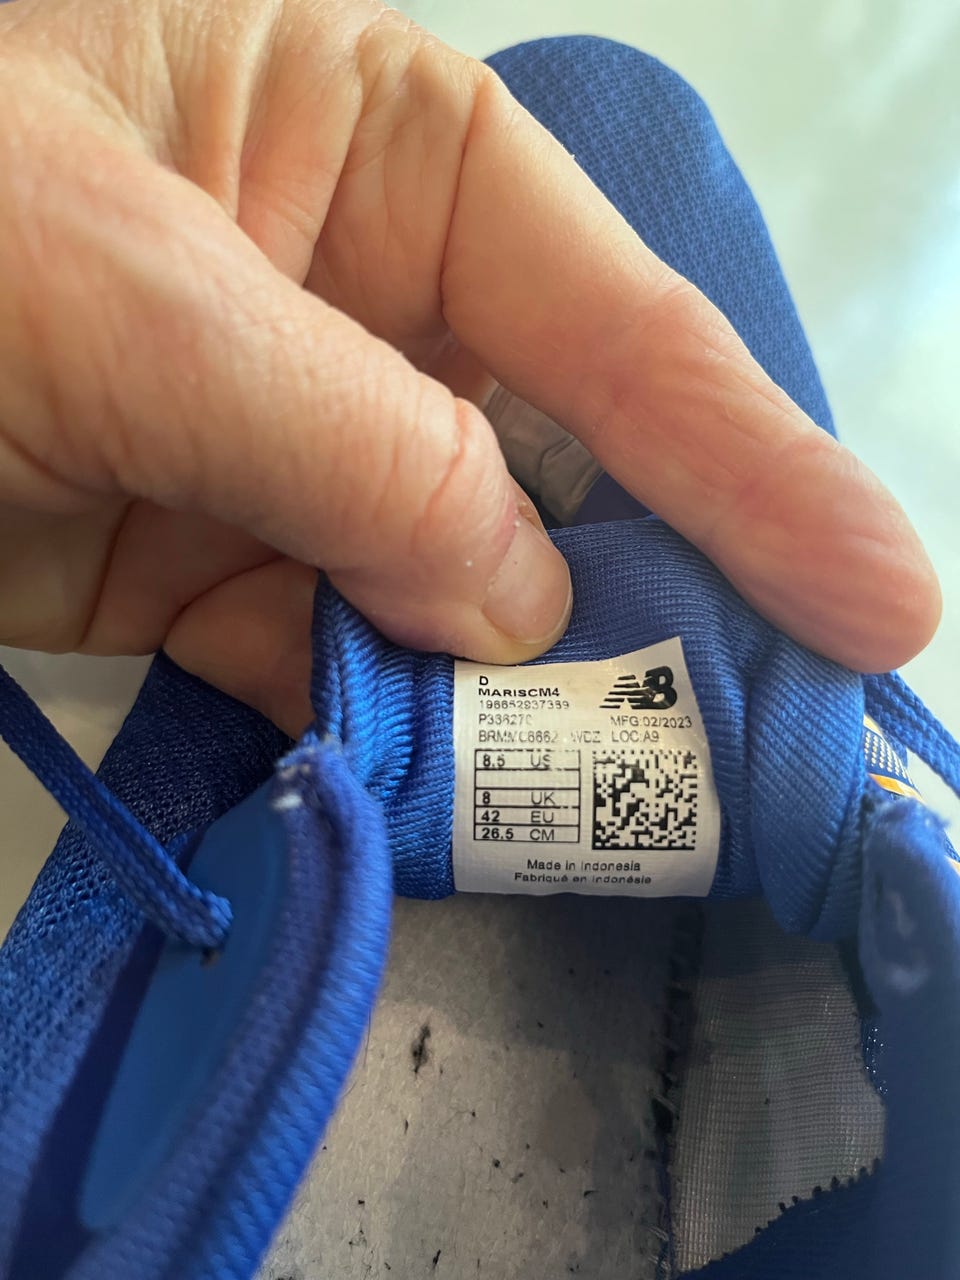 D
MARISCM4
NB
MFG:02/2023
LOC:A9
8.5 US
8 UK
42 EU
26.5 CM
Made in Indonesia
Fabriqué en Indonésie